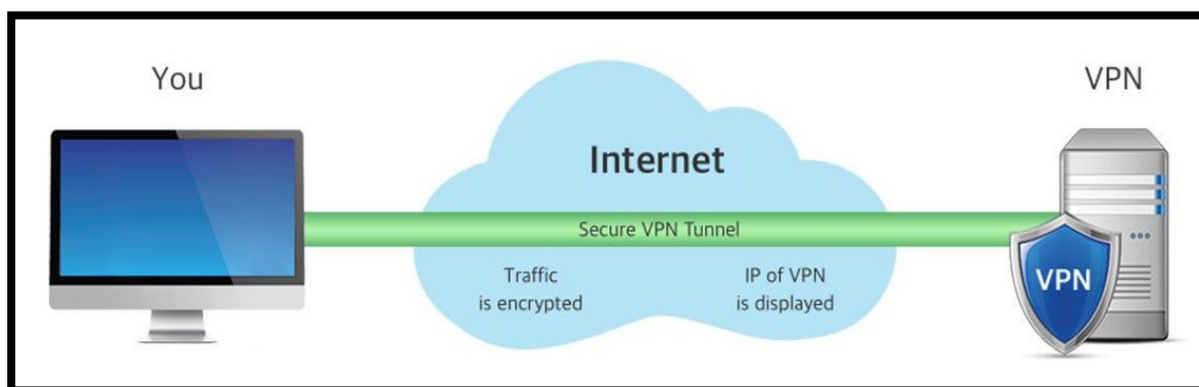 You
VPN
Internet
Secure VPN Tunnel
Traffic
is encrypted
IP of VPN
is displayed
VPN